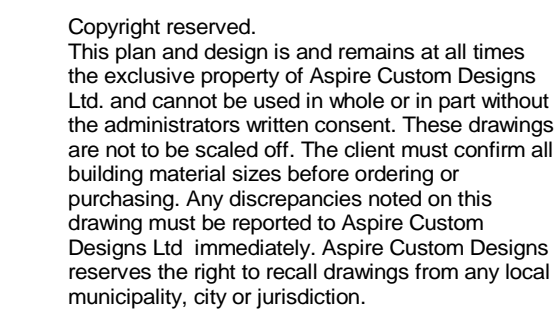 Copyright reserved.
This plan and design is and remains at all times
the exclusive property of Aspire Custom Designs
Ltd. and cannot be used in whole or in part without
the administrators written consent. These drawings
are not to be scaled off. The client must confirm all
building material sizes before ordering or
purchasing. Any discrepancies noted on this
drawing must be reported to Aspire Custom
Designs Ltd  immediately. Aspire Custom Designs
reserves the right to recall drawings from any local
municipality, city or jurisdiction.